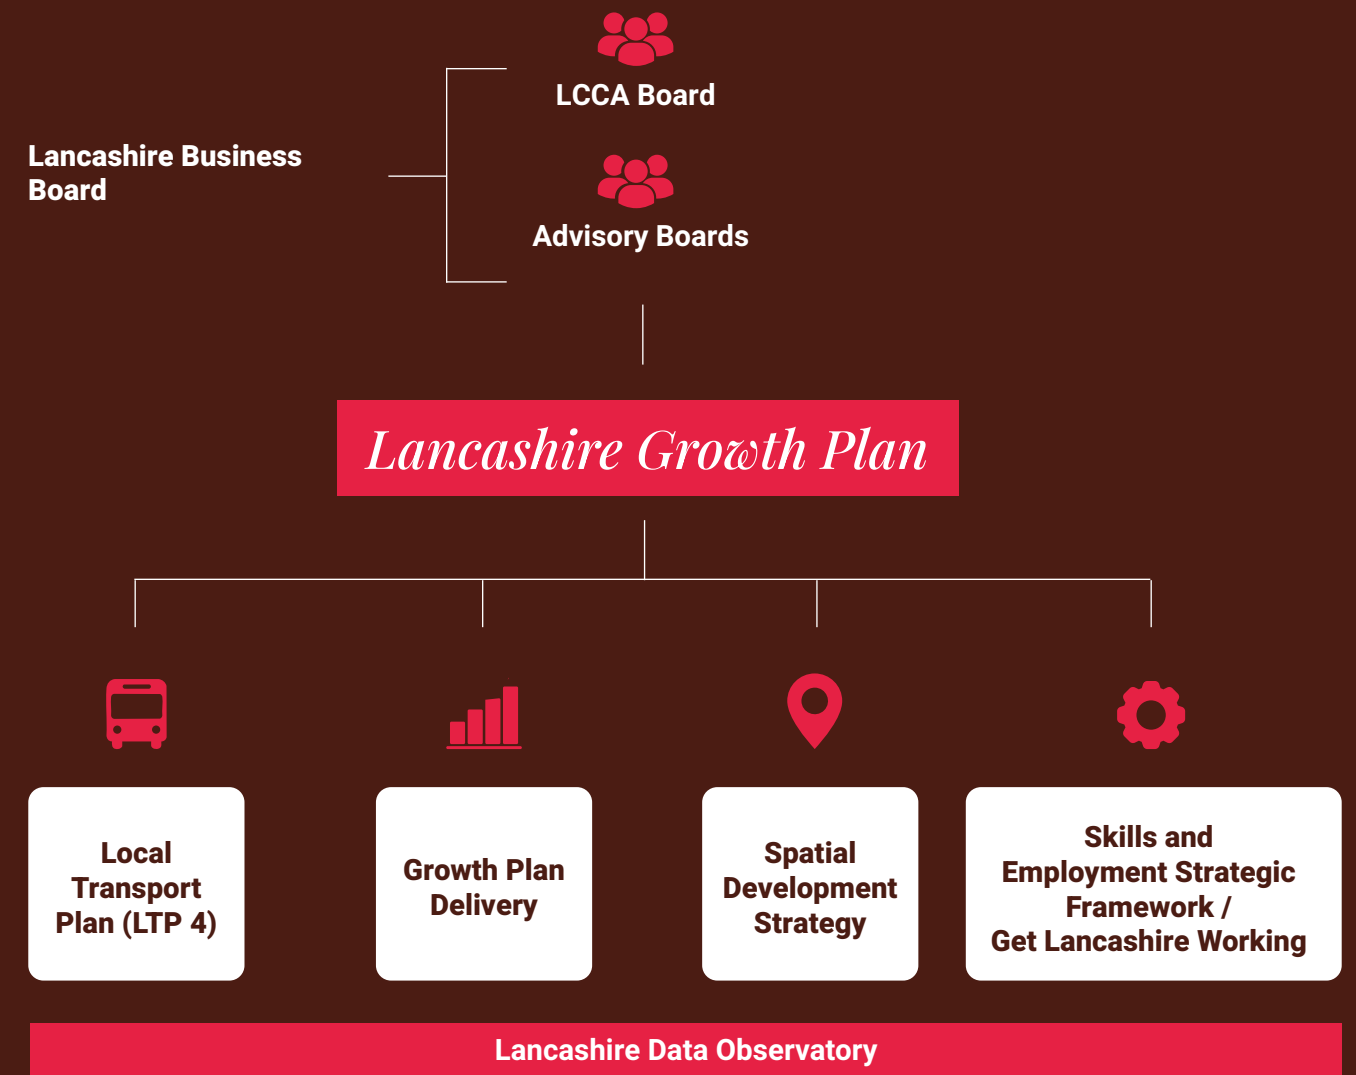 LCCA Board
Lancashire Business
Board
Advisory Boards
Lancashire Growth Plan
Local
Transport
Plan (LTP 4)
Growth Plan
Delivery
Spatial
Development
Strategy
Skills and
Employment Strategic
Framework /
Get Lancashire Working
Lancashire Data Observatory